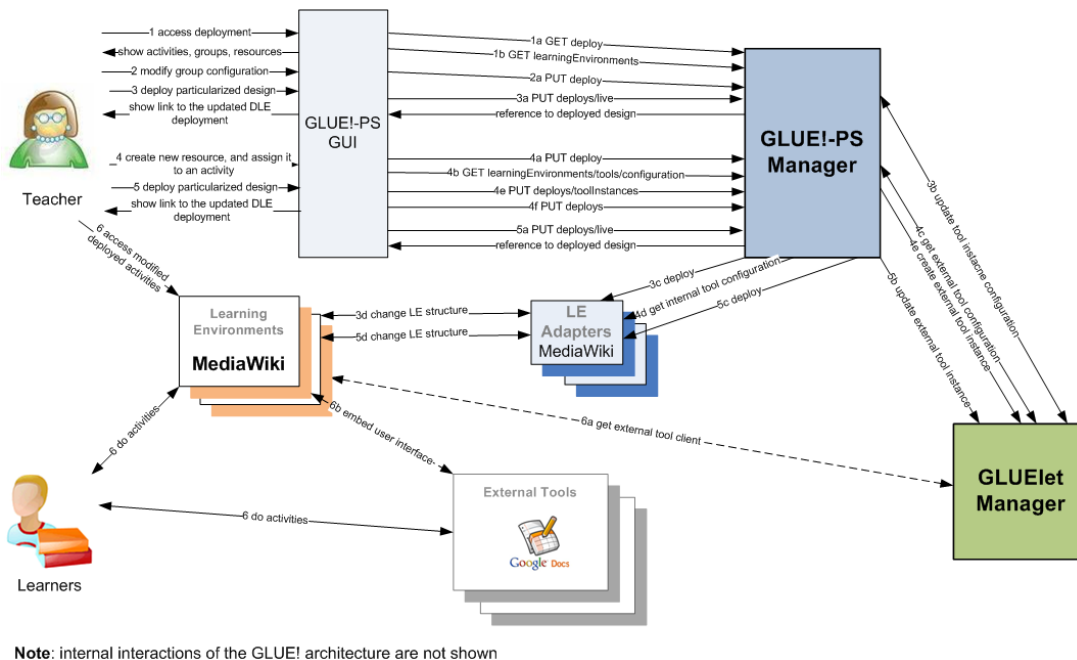 1 access deployment
show activities, groups, resources
2 modify group configuration
3 deploy particularized design
show link to the updated DLE
deployment
4 create new resource, and assign it
to an activity
5 deploy particularized design
show link to the updated DLE
deployment
Teacher
GLUE!-PS
GUI
1a GET deploy
1b GET learningEnvironments
2a PUT deploy
3a PUT deploys/live
reference to deployed design
4a PUT deploy
4b GET learningEnvironments/tools/configuration
4e PUT deploys/toolInstances
4f PUT deploys
5a PUT deploys/live
reference to deployed design
GLUE!-PS
Manager
3b update tool instacne configuration
4c get external tool configuration
4e create external tool instance
5b update external tool instance
6 access modified
deployed activities
3c deploy
4d get internal tool configuration
5c deploy
Learning
Environments
MediaWiki
3d change LE structure
5d change LE structure
LE
Adapters
MediaWiki
6 do activities
6b embed user interface
6a get external tool client
GLUElet
Manager
External Tools
Google Docs
6 do activities
Learners
Note: internal interactions of the GLUE! architecture are not shown